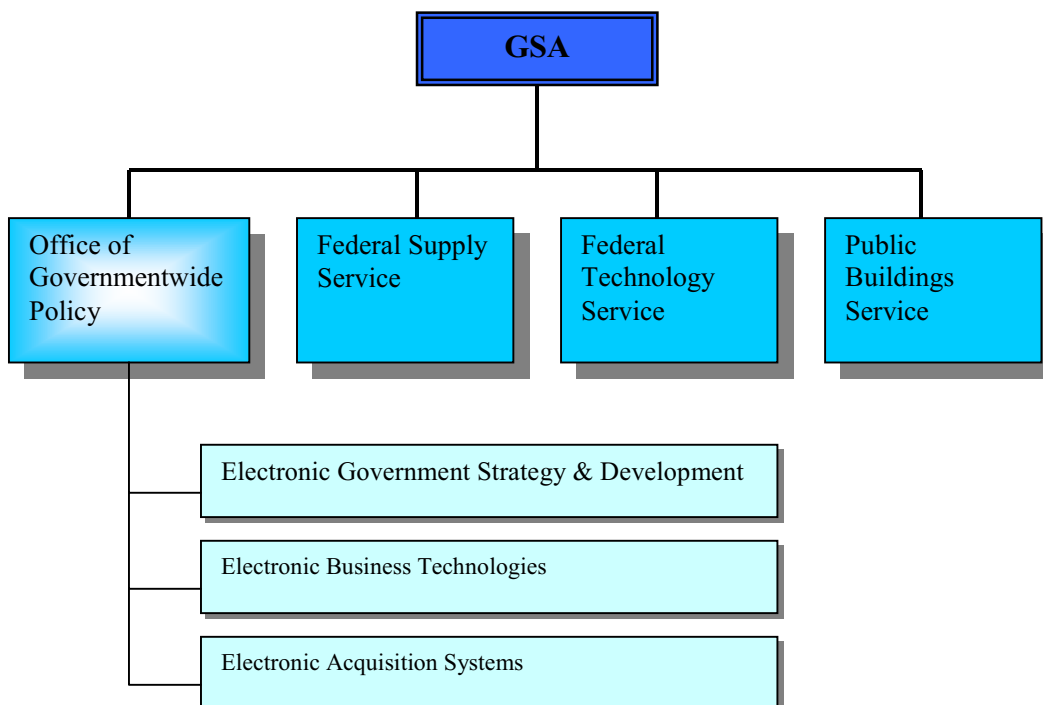 GSA
Office of
Governmentwide
Policy
Federal Supply
Service
Federal
Technology
Service
Public
Buildings
Service
Electronic Government Strategy & Development
Electronic Business Technologies
Electronic Acquisition Systems